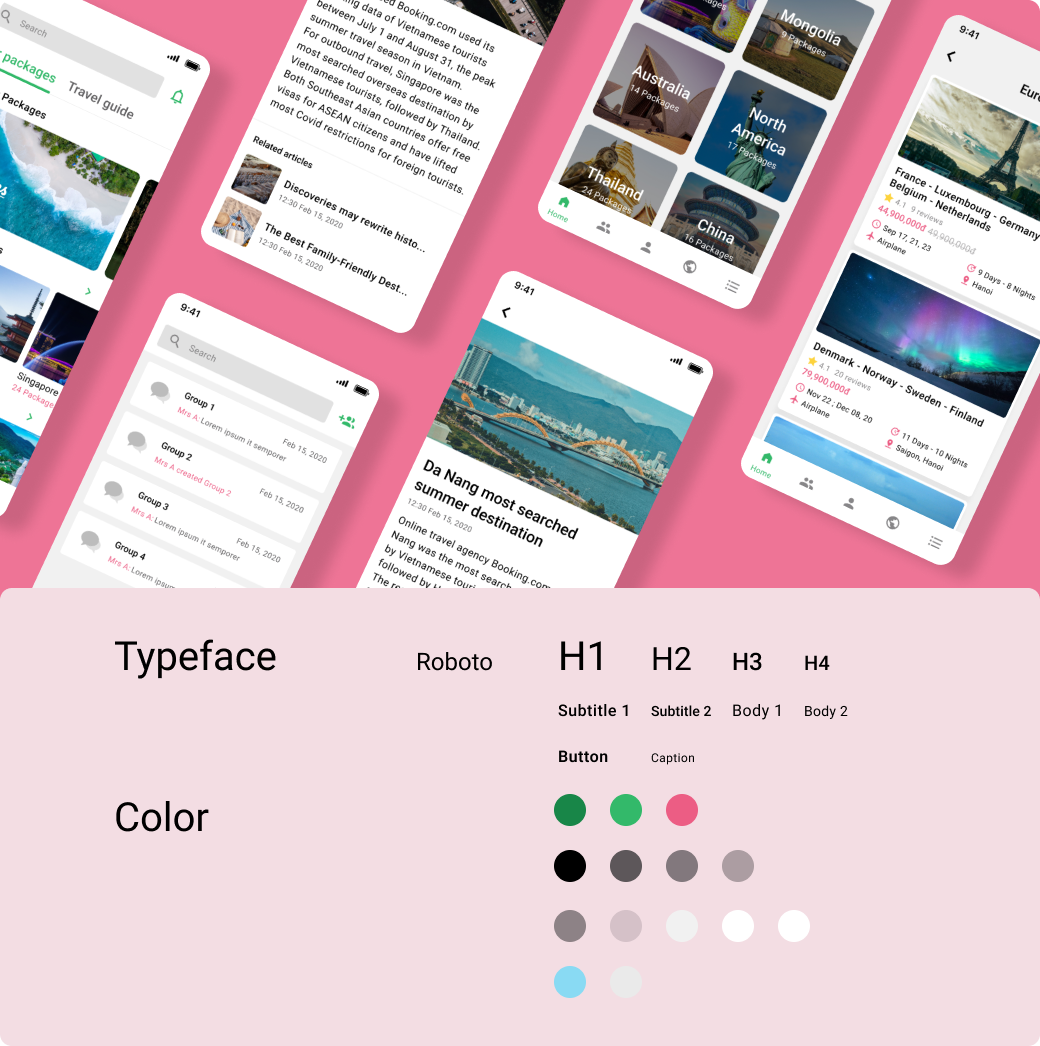 Search
packages
Travel guide
Packages
Singapore
24 Package
ed Booking.com used its
ing data of Vietnamese tourists
between July 1 and August 31, the peak
summer travel season in Vietnam.
For outbound travel, Singapore was the
most searched overseas destination by
Vietnamese tourists, followed by Thailand.
Both Southeast Asian countries offer free
visas for ASEAN citizens and have lifted
most Covid restrictions for foreign tourists.
Related articles
Discoveries may rewrite histo...
12:30 Feb 15, 2020
The Best Family-Friendly Dest...
12:30 Feb 15, 2020
Mongolia
9 Packages
Australia
14 Packages
North
America
17 Packages
Thailand
24 Packages
China
16 Packages
Home
9:41
Euro
France - Luxembourg - Germany
Belgium - Netherlands
4.1 9 reviews
44,900,000đ 49,900,000đ
Sep 17, 21, 23
9 Days - 8 Nights
Airplane
Hanoi
Denmark - Norway - Sweden - Finland
4.1 20 reviews
79,900,000đ
Nov 22 ; Dec 08, 20
11 Days - 10 Nights
Airplane
Saigon, Hanoi
Home
9:41
Search
Group 1
Mrs A: Lorem ipsum it semporer
Feb 15, 2020
Group 2
Mrs A created Group 2
Feb 15, 2020
Group 3
Mrs A: Lorem ipsum it semporer
Feb 15, 2020
Group 4
Mrs A: Lorem ipsum
9:41
Da Nang most searched
summer destination
12:30 Feb 15, 2020
Online travel agency Booking.com
Nang was the most search
by Vietnamese touri
followed by H
The re
Typeface
Roboto
H1 H2 H3 H4
Subtitle 1 Subtitle 2 Body 1 Body 2
Button Caption
Color